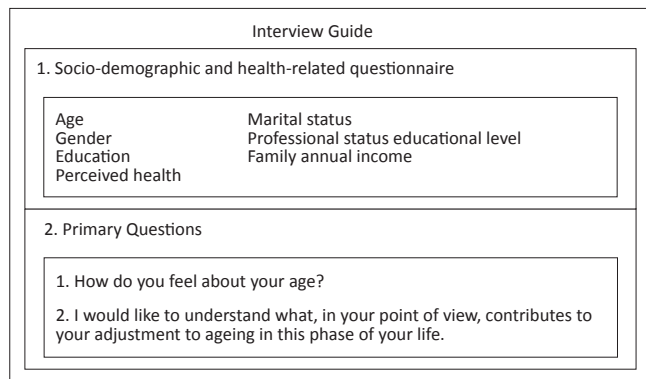 Interview Guide
1. Socio-demographic and health-related questionnaire
Age Marital status
Gender Professional status educational level
Education Family annual income
Perceived health
2. Primary Questions
1. How do you feel about your age?
2. I would like to understand what, in your point of view, contributes to
your adjustment to ageing in this phase of your life.